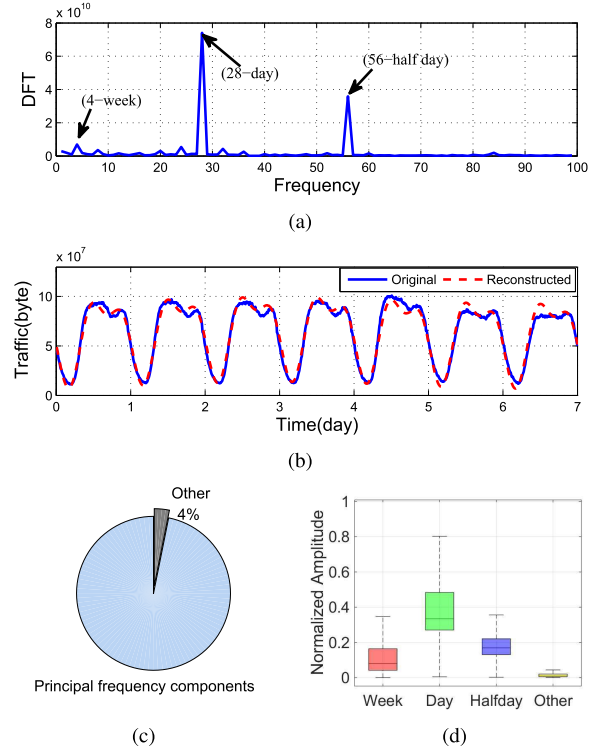 x 10^10
8
6
4
2
0
DFT
(4−week)
(28−day)
(56−half day)
0 10 20 30 40 50 60 70 80 90 100
Frequency
(a)
x 10^7
10
5
0
Traffic(byte)
Original Reconstructed
0 1 2 3 4 5 6 7
Time(day)
(b)
Other
4%
Principal frequency components
(c)
1
0.8
0.6
0.4
0.2
0
Normalized Amplitude
Week Day Halfday Other
(d)